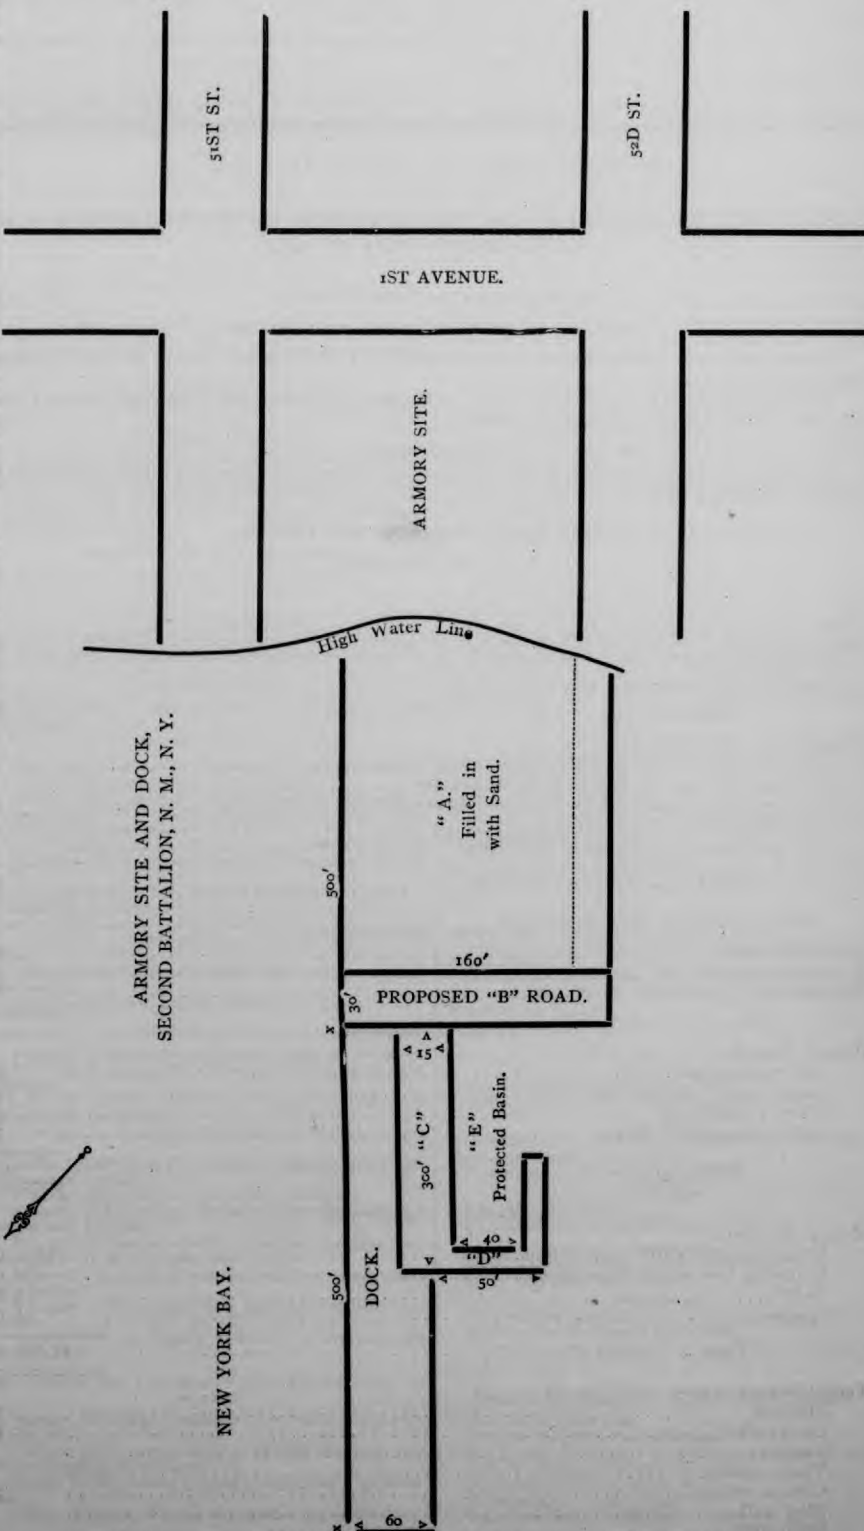 51ST ST.
52D ST.
1ST AVENUE.
ARMORY SITE.
High Water Line
ARMORY SITE AND DOCK,
SECOND BATTALION, N. M., N. Y.
"A."
Filled in
with Sand.
500'
160'
30'
PROPOSED "B" ROAD.
x
15
300' "C"
"E"
Protected Basin.
40
"D"
50'
500'
DOCK.
NEW YORK BAY.
x
60